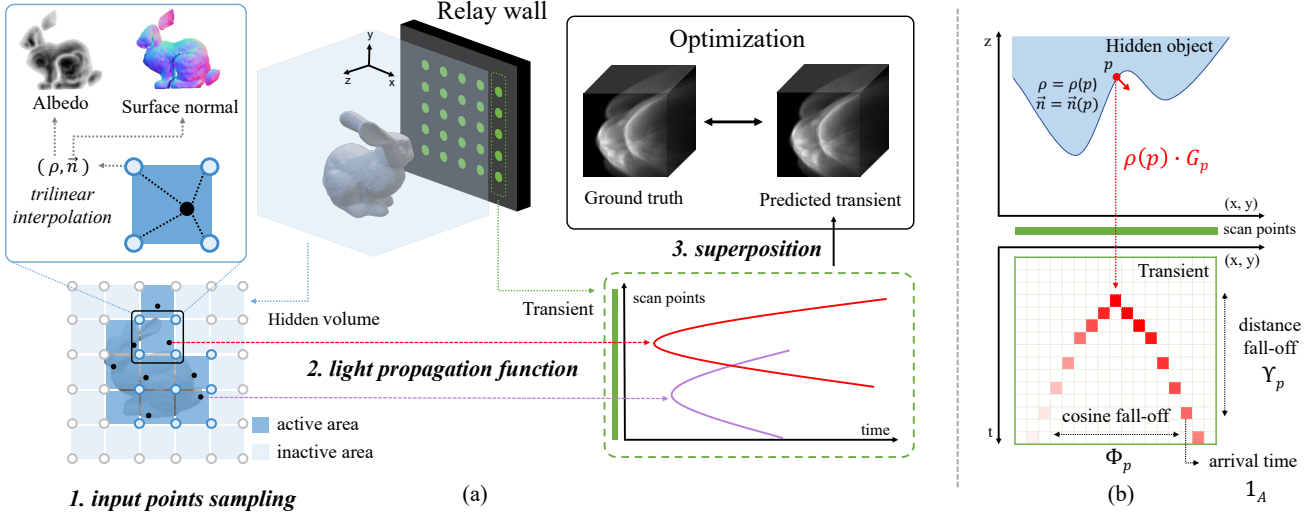 Albedo
Surface normal
(ρ, n⃗)
trilinear
interpolation
Relay wall
y
z
x
Optimization
Ground truth
Predicted transient
3. superposition
Hidden volume
Transient
scan points
time
2. light propagation function
active area
inactive area
1. input points sampling
(a)
z
Hidden object
p
ρ = ρ(p)
n⃗ = n⃗(p)
ρ(p) · G_p
(x, y)
scan points
(x, y)
Transient
distance
fall-off
ϒ_p
cosine fall-off
t
Φ_p
arrival time
1_A
(b)